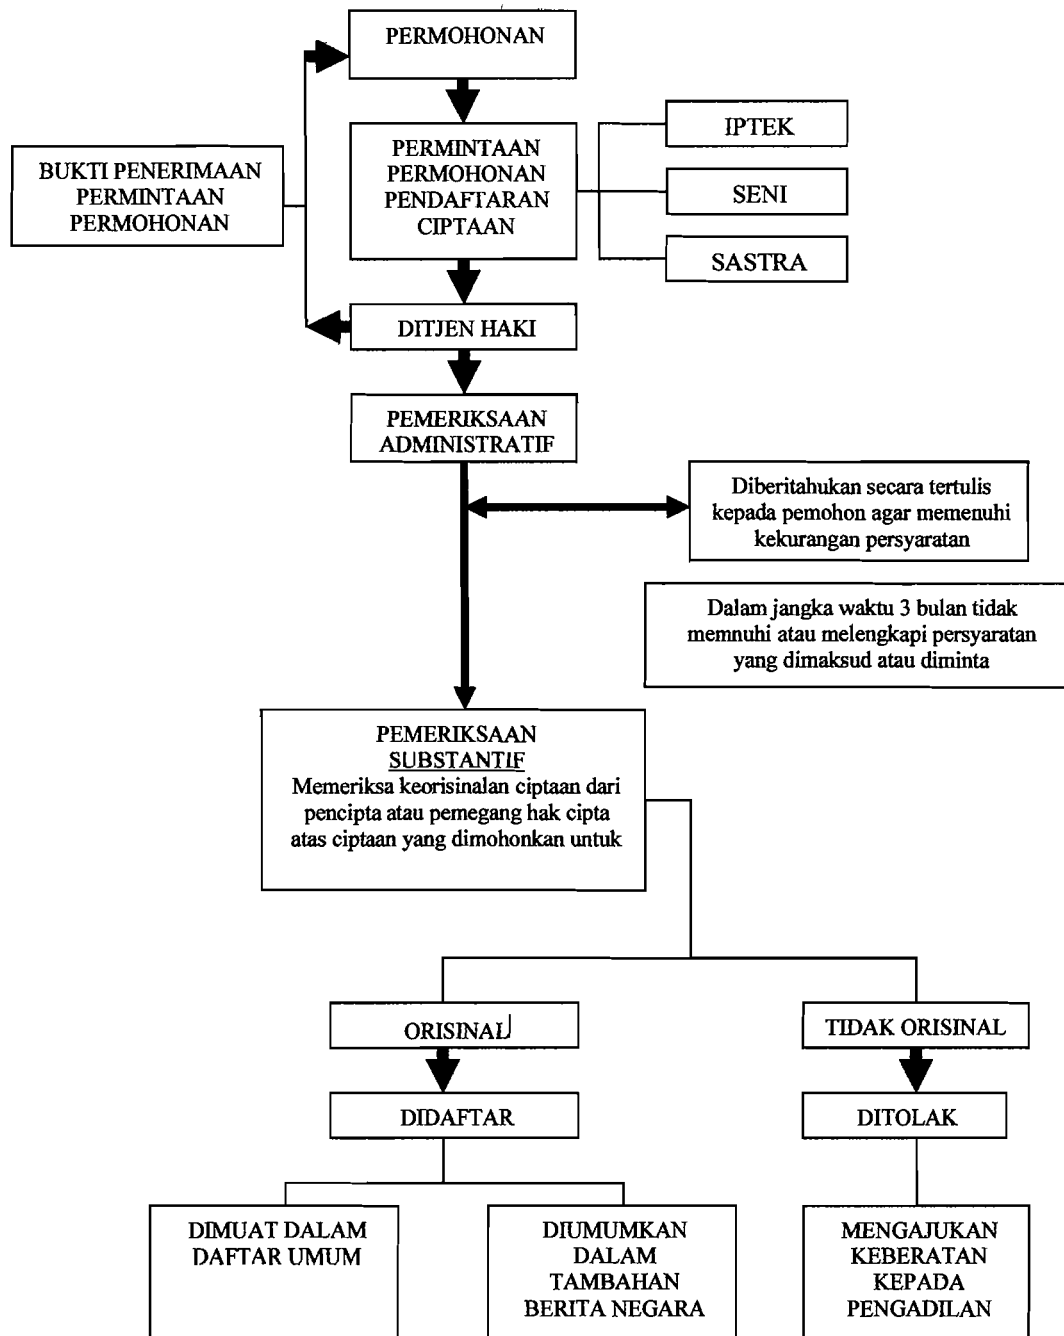 PERMOHONAN
PERMINTAAN
PERMOHONAN
PENDAFTARAN
CIPTAAN
IPTEK
SENI
SASTRA
BUKTI PENERIMAAN
PERMINTAAN
PERMOHONAN
DITJEN HAKI
PEMERIKSAAN
ADMINISTRATIF
Diberitahukan secara tertulis
kepada pemohon agar memenuhi
kekurangan persyaratan
Dalam jangka waktu 3 bulan tidak
memnuhi atau melengkapi persyaratan
yang dimaksud atau diminta
PEMERIKSAAN
SUBSTANTIF
Memeriksa keorisinalan ciptaan dari
pencipta atau pemegang hak cipta
atas ciptaan yang dimohonkan untuk
ORISINAL
TIDAK ORISINAL
DIDAFTAR
DITOLAK
DIMUAT DALAM
DAFTAR UMUM
DIUMUMKAN
DALAM
TAMBAHAN
BERITA NEGARA
MENGAJUKAN
KEBERATAN
KEPADA
PENGADILAN